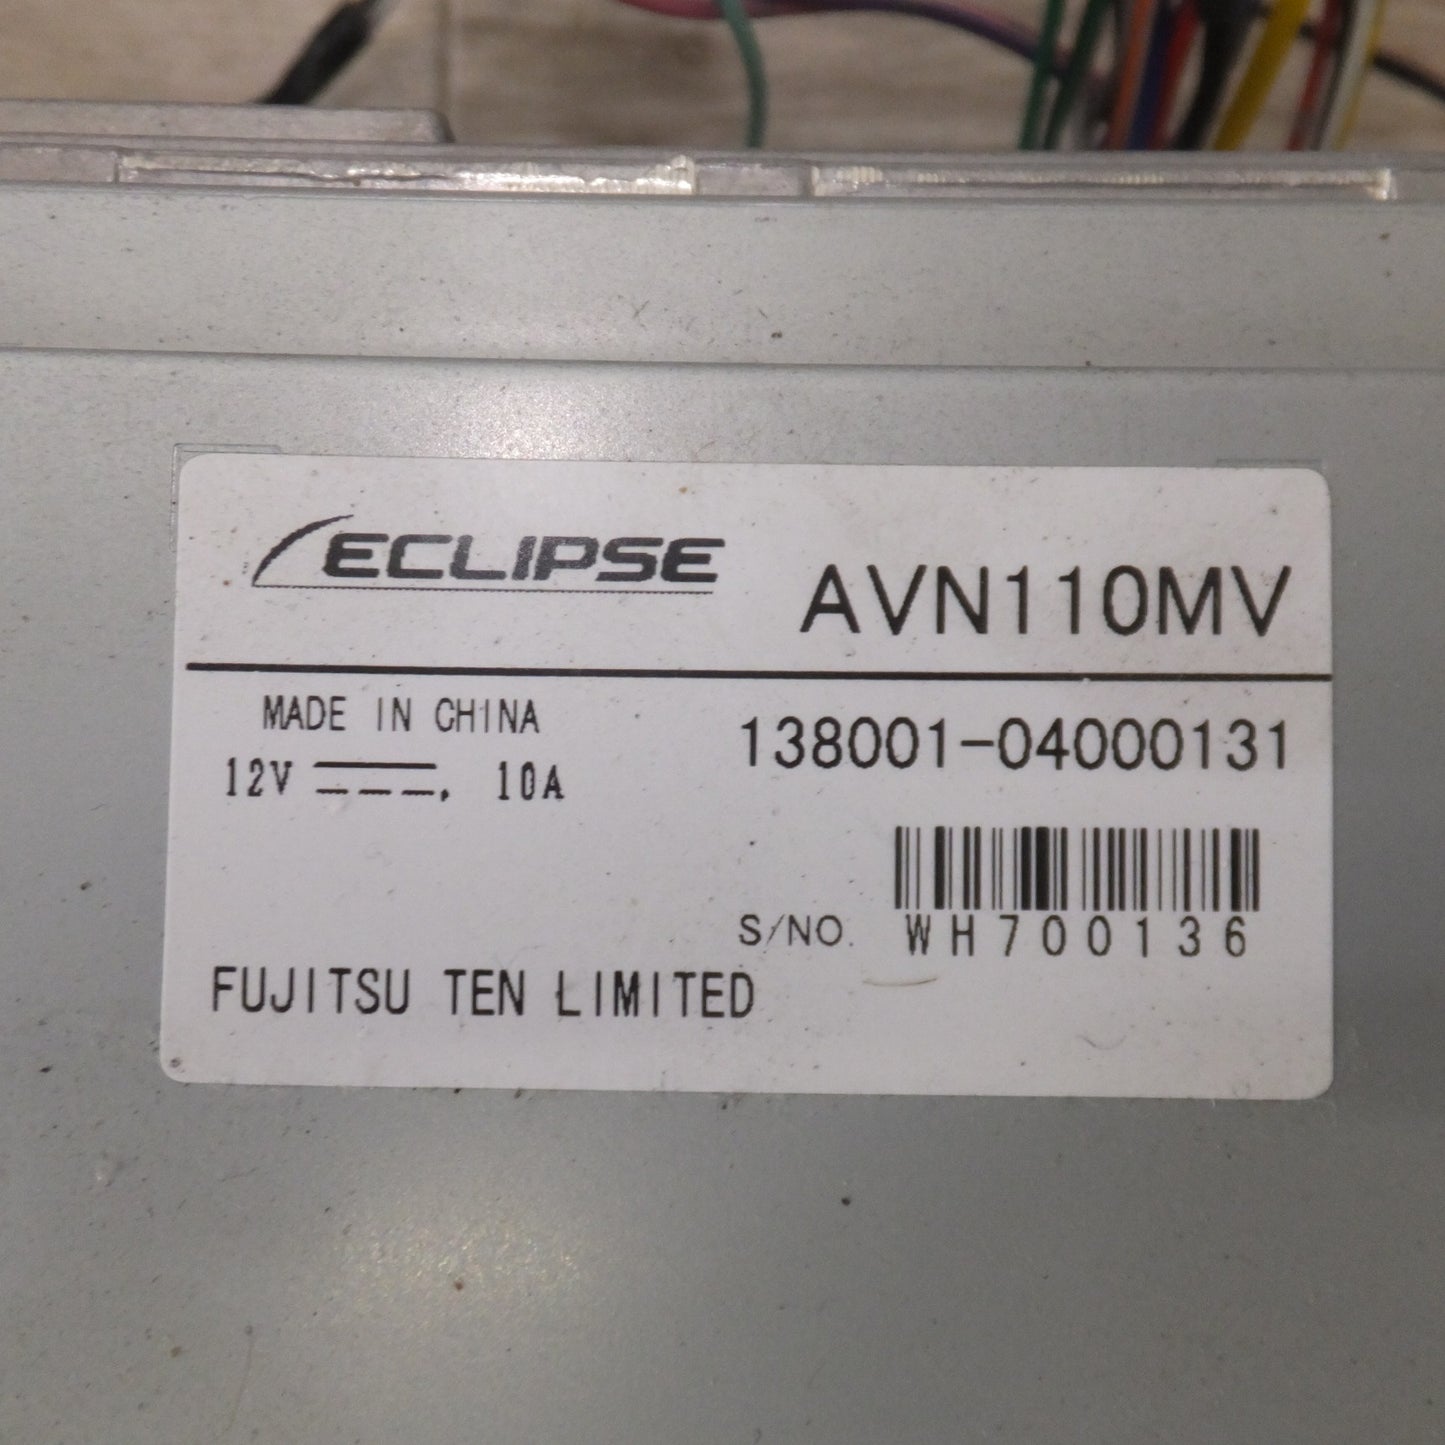 ECLIPSE
AVN110MV
MADE IN CHINA
138001-04000131
12V ⎓. 10A
S/NO. WH700136
FUJITSU TEN LIMITED